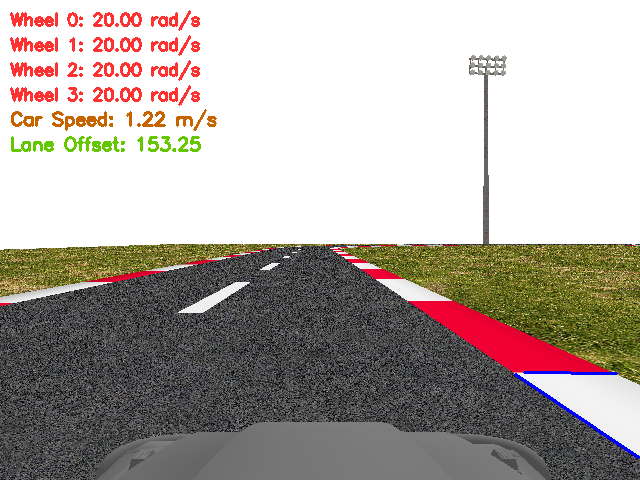 Wheel 0: 20.00 rad/s
Wheel 1: 20.00 rad/s
Wheel 2: 20.00 rad/s
Wheel 3: 20.00 rad/s
Car Speed: 1.22 m/s
Lane Offset: 153.25